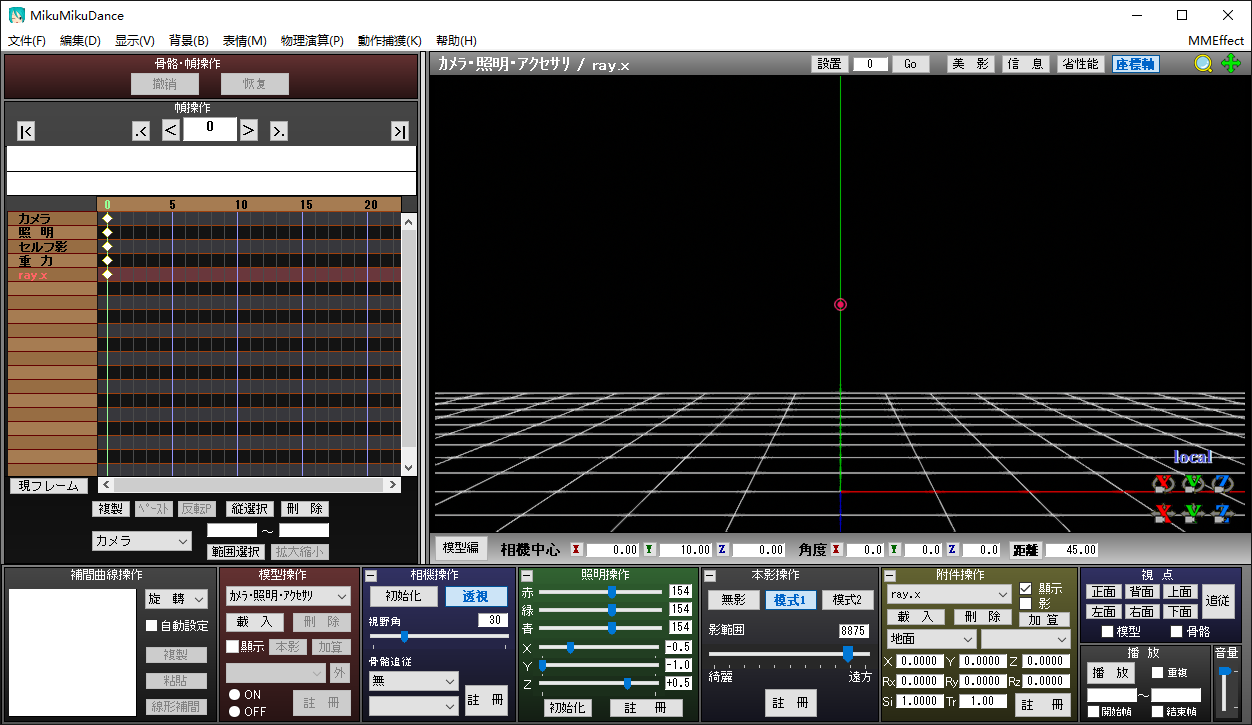 MikuMikuDance
文件(F) 編集(D) 显示(V) 背景(B) 表情(M) 物理演算(P) 動作捕獲(K) 帮助(H) MMEffect
骨骼・幀操作
撤销 恢复
幀操作
|< .< < 0 > >. >|
0 5 10 15 20
カメラ
照 明
セルフ影
重 力
ray.x
現フレーム
複製 ペースト 反転P 縦選択 刪 除
カメラ ～
範囲選択 拡大縮小
カメラ・照明・アクセサリ / ray.x 設置 0 Go 美 影 信 息 省性能 座標軸
local
X Y Z
X Y Z
模型編 相機中心 X 0.00 Y 10.00 Z 0.00 角度 X 0.0 Y 0.0 Z 0.0 距離 45.00
補間曲線操作
旋 轉
自動設定
複製
粘貼
線形補間
模型操作
カメラ・照明・アクセサリ
載 入 刪 除
顯示 本影 加算
外
ON
OFF
註 冊
相機操作
初始化 透視
視野角 30
骨骼追従
無
註 冊
照明操作
赤 154
緑 154
青 154
X -0.5
Y -1.0
Z +0.5
初始化 註 冊
本影操作
無影 模式1 模式2
影範囲 8875
綺麗 遠方
註 冊
附件操作
ray.x 顯示
影
載 入 刪 除 加 算
地面
X 0.0000 Y 0.0000 Z 0.0000
Rx 0.0000 Ry 0.0000 Rz 0.0000
Si 1.0000 Tr 1.00 註 冊
視 点
正面 背面 上面 追従
左面 右面 下面
模型 骨骼
播 放
播 放 重複
～
開始幀 結束幀
音量